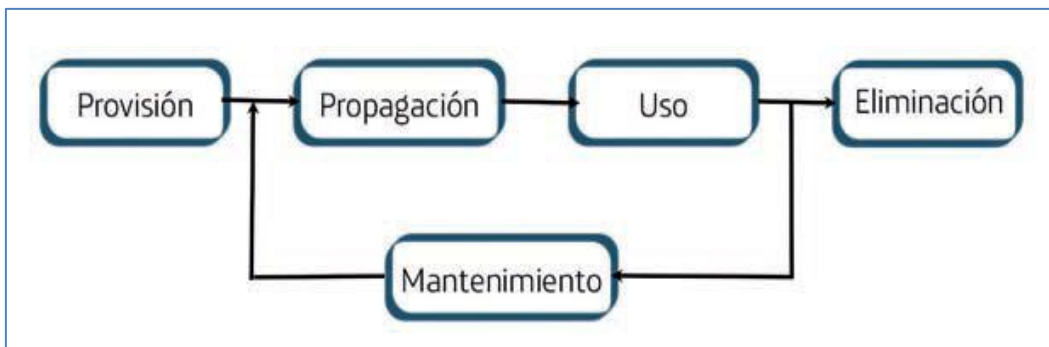 Provisión
Propagación
Uso
Eliminación
Mantenimiento